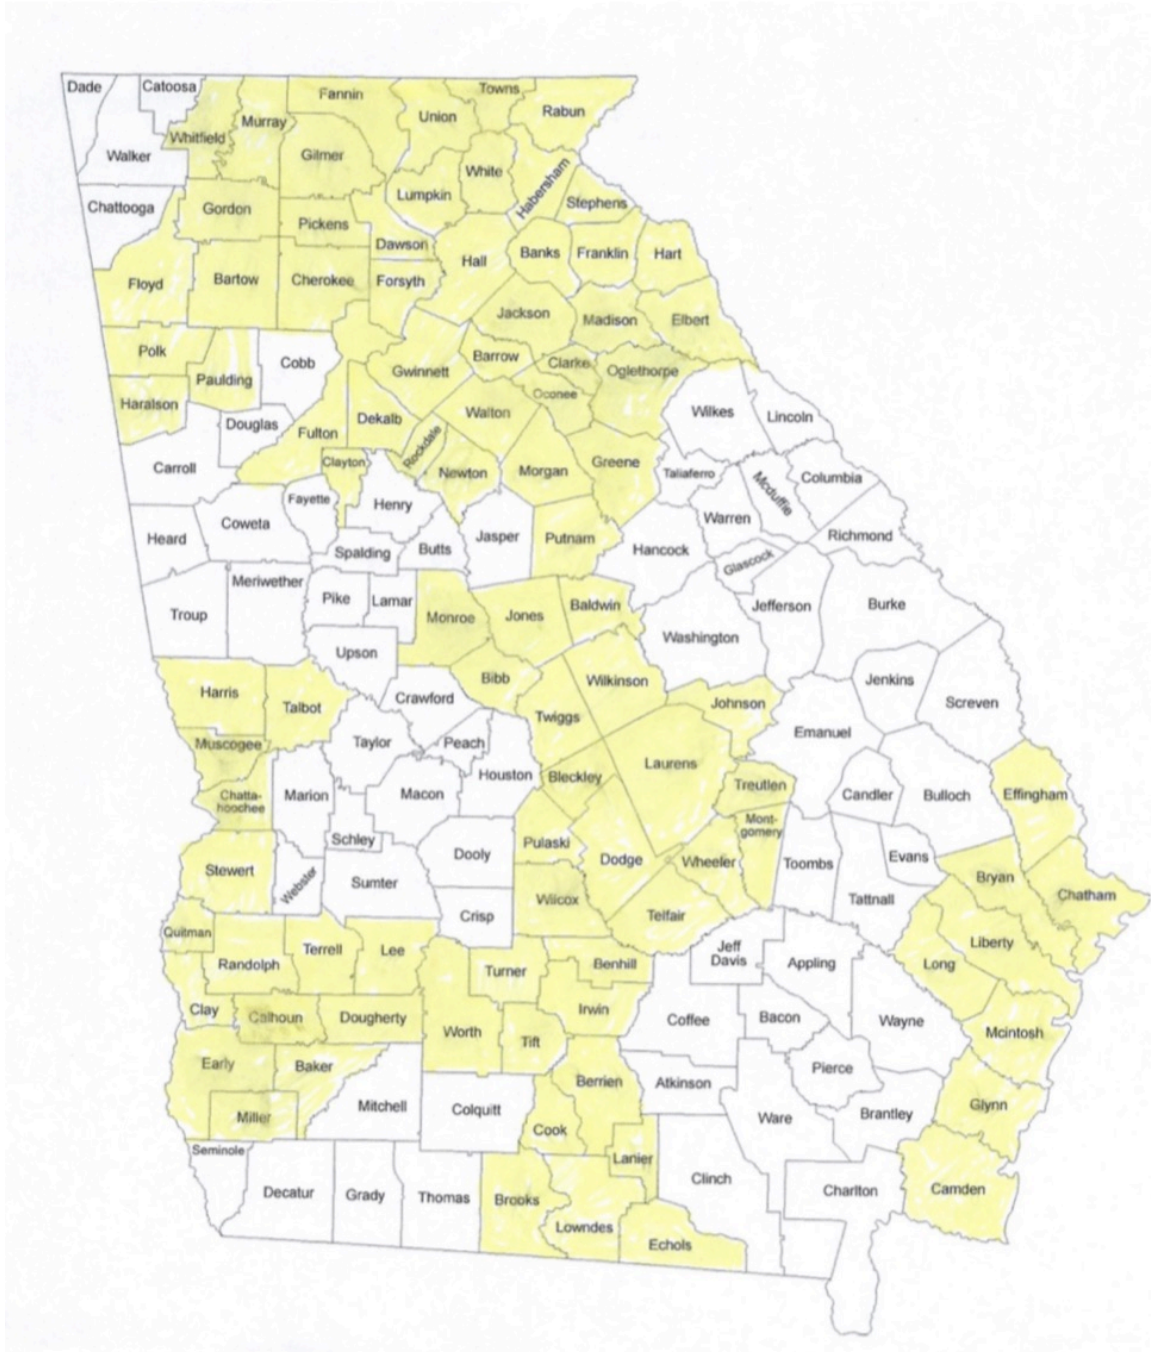 Dade
Catoosa
Fannin
Towns
Union
Rabun
Murray
Whitfield
Walker
Gilmer
White
Habersham
Lumpkin
Stephens
Chattooga
Gordon
Pickens
Dawson
Hall
Banks
Franklin
Hart
Floyd
Bartow
Cherokee
Forsyth
Jackson
Madison
Elbert
Polk
Cobb
Barrow
Clarke
Paulding
Gwinnett
Oglethorpe
Haralson
Oconee
Douglas
Fulton
Dekalb
Walton
Wilkes
Lincoln
Carroll
Clayton
Rockdale
Newton
Morgan
Greene
Taliaferro
Mcduffie
Columbia
Fayette
Henry
Coweta
Heard
Spalding
Butts
Jasper
Putnam
Hancock
Warren
Richmond
Glascock
Meriwether
Troup
Pike
Lamar
Monroe
Jones
Baldwin
Washington
Jefferson
Burke
Upson
Harris
Talbot
Crawford
Bibb
Wilkinson
Twiggs
Johnson
Jenkins
Screven
Muscogee
Taylor
Peach
Emanuel
Chatta-
hoochee
Marion
Macon
Houston
Bleckley
Laurens
Treutlen
Candler
Bulloch
Effingham
Schley
Dooly
Pulaski
Dodge
Wheeler
Mont-
gomery
Toombs
Evans
Stewert
Webster
Sumter
Wilcox
Tattnall
Bryan
Chatham
Crisp
Telfair
Quitman
Randolph
Terrell
Lee
Turner
Benhill
Jeff
Davis
Appling
Long
Liberty
Clay
Calhoun
Dougherty
Worth
Tift
Irwin
Coffee
Bacon
Wayne
Mcintosh
Early
Baker
Mitchell
Colquitt
Berrien
Atkinson
Pierce
Miller
Cook
Ware
Brantley
Glynn
Seminole
Decatur
Grady
Thomas
Brooks
Lanier
Clinch
Charlton
Camden
Lowndes
Echols